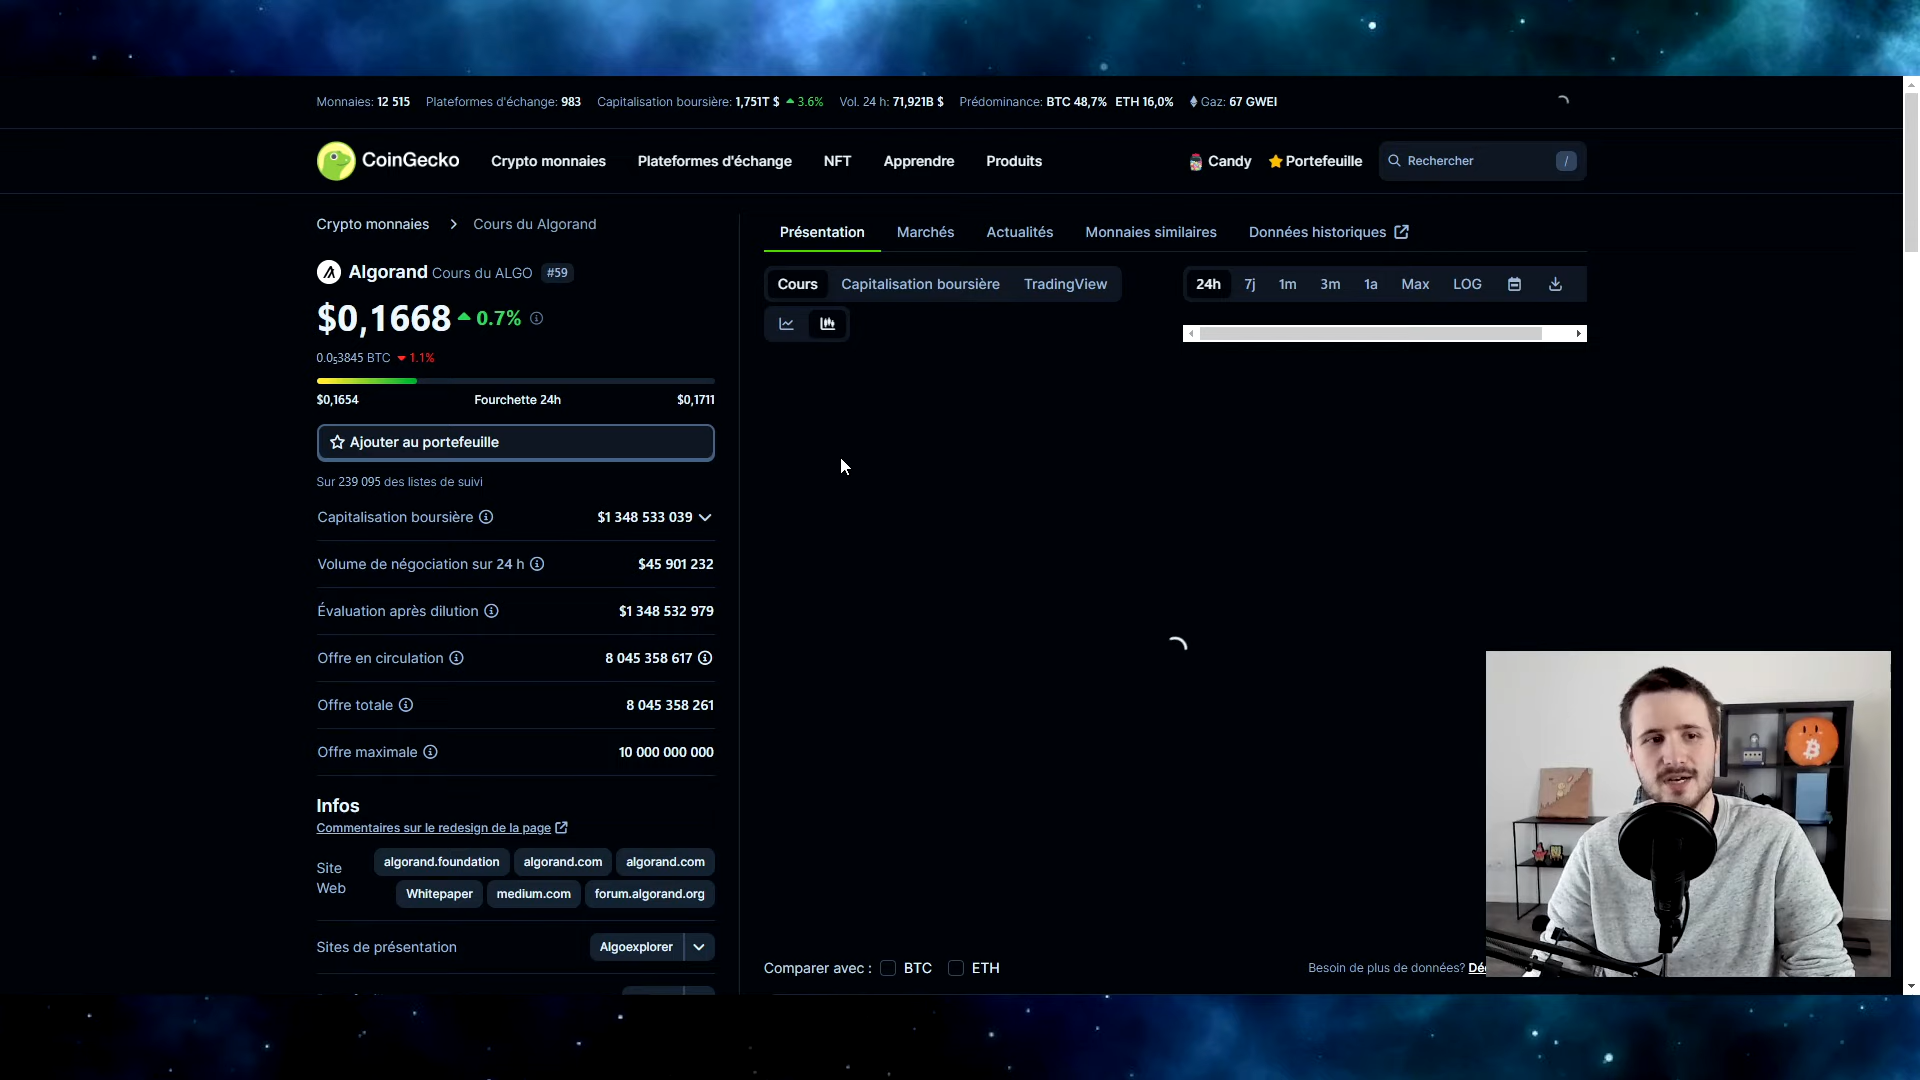 Monnaies: 12 515 Plateformes d'échange: 983 Capitalisation boursière: 1,751T $ 3.6% Vol. 24 h: 71,921B $ Prédominance: BTC 48,7% ETH 16,0% Gaz: 67 GWEI
CoinGecko Crypto monnaies Plateformes d'échange NFT Apprendre Produits Candy Portefeuille Rechercher /
Crypto monnaies > Cours du Algorand
Algorand Cours du ALGO #59
$0,1668 0.7%
0.0₅3845 BTC 1.1%
$0,1654 Fourchette 24h $0,1711
Ajouter au portefeuille
Sur 239 095 des listes de suivi
Capitalisation boursière $1 348 533 039
Volume de négociation sur 24 h $45 901 232
Évaluation après dilution $1 348 532 979
Offre en circulation 8 045 358 617
Offre totale 8 045 358 261
Offre maximale 10 000 000 000
Infos
Commentaires sur le redesign de la page
Site Web algorand.foundation algorand.com algorand.com
Whitepaper medium.com forum.algorand.org
Sites de présentation Algoexplorer
Présentation Marchés Actualités Monnaies similaires Données historiques
Cours Capitalisation boursière TradingView 24h 7j 1m 3m 1a Max LOG
Comparer avec : BTC ETH Besoin de plus de données?